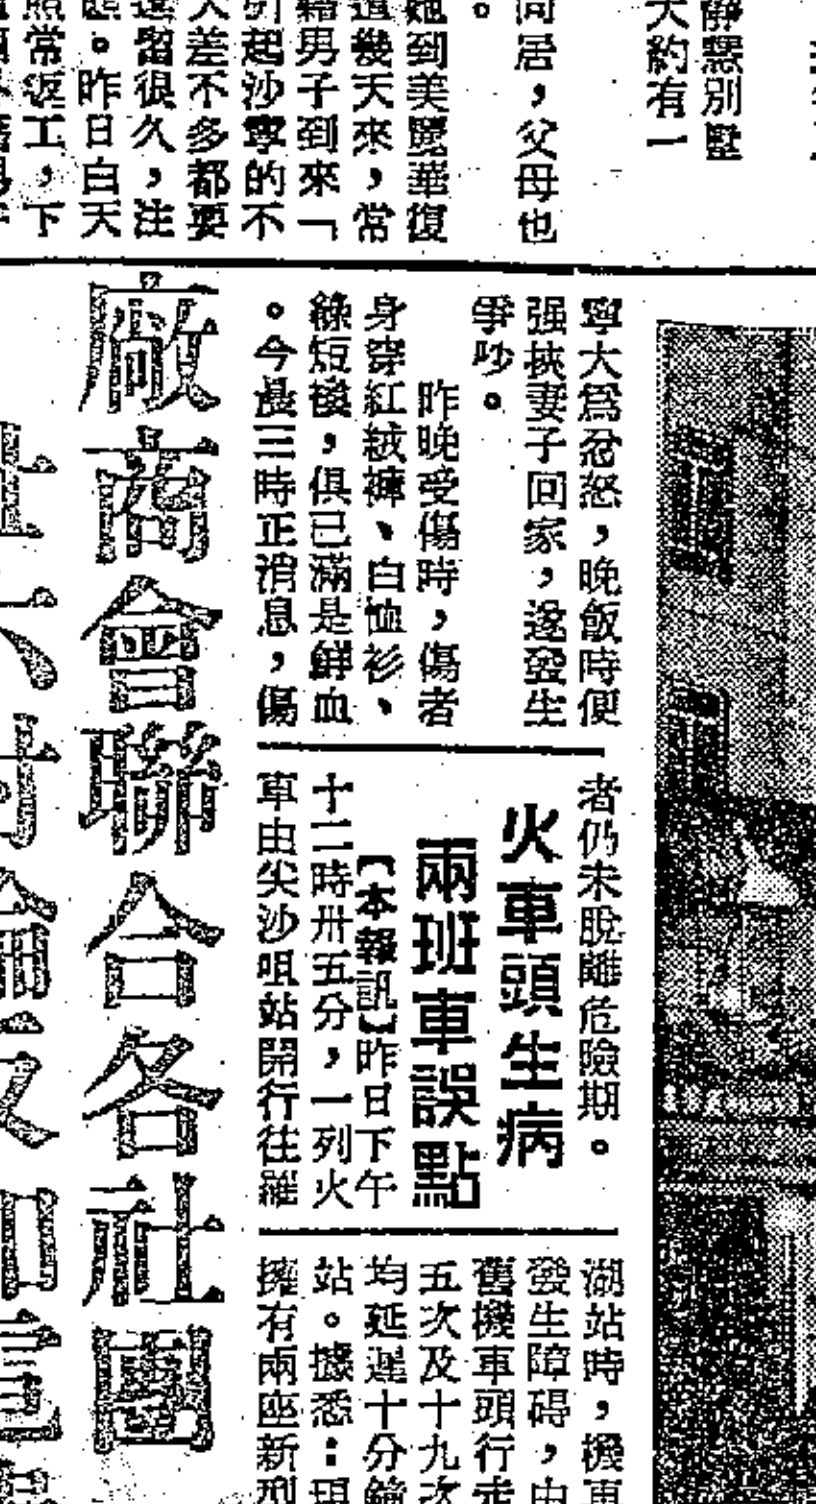 靜慧別墅
大約有一
同居，父母也
。
她到美麗華復
這幾天來，常
籍男子到來「
引起沙寧的不
大差不多都要
逗留很久，注
。昨日白天
照常返工，下
寧大爲忿怒，晚飯時便
强挾妻子回家，遂發生
爭吵。
昨晚受傷時，傷者
身穿紅絨褲、白恤衫、
綠短褸，俱已滿是鮮血
。今晨三時正消息，傷
者仍未脫離危險期。
火車頭生病
兩班車誤點
【本報訊】昨日下午
十二時卅五分，一列火
車由尖沙咀站開行往羅
湖站時，機車
發生障碍，由
舊機車頭行走
五次及十九次
均延遲十分鐘
站。據悉：現
擁有兩座新型
廠商會聯合各社團